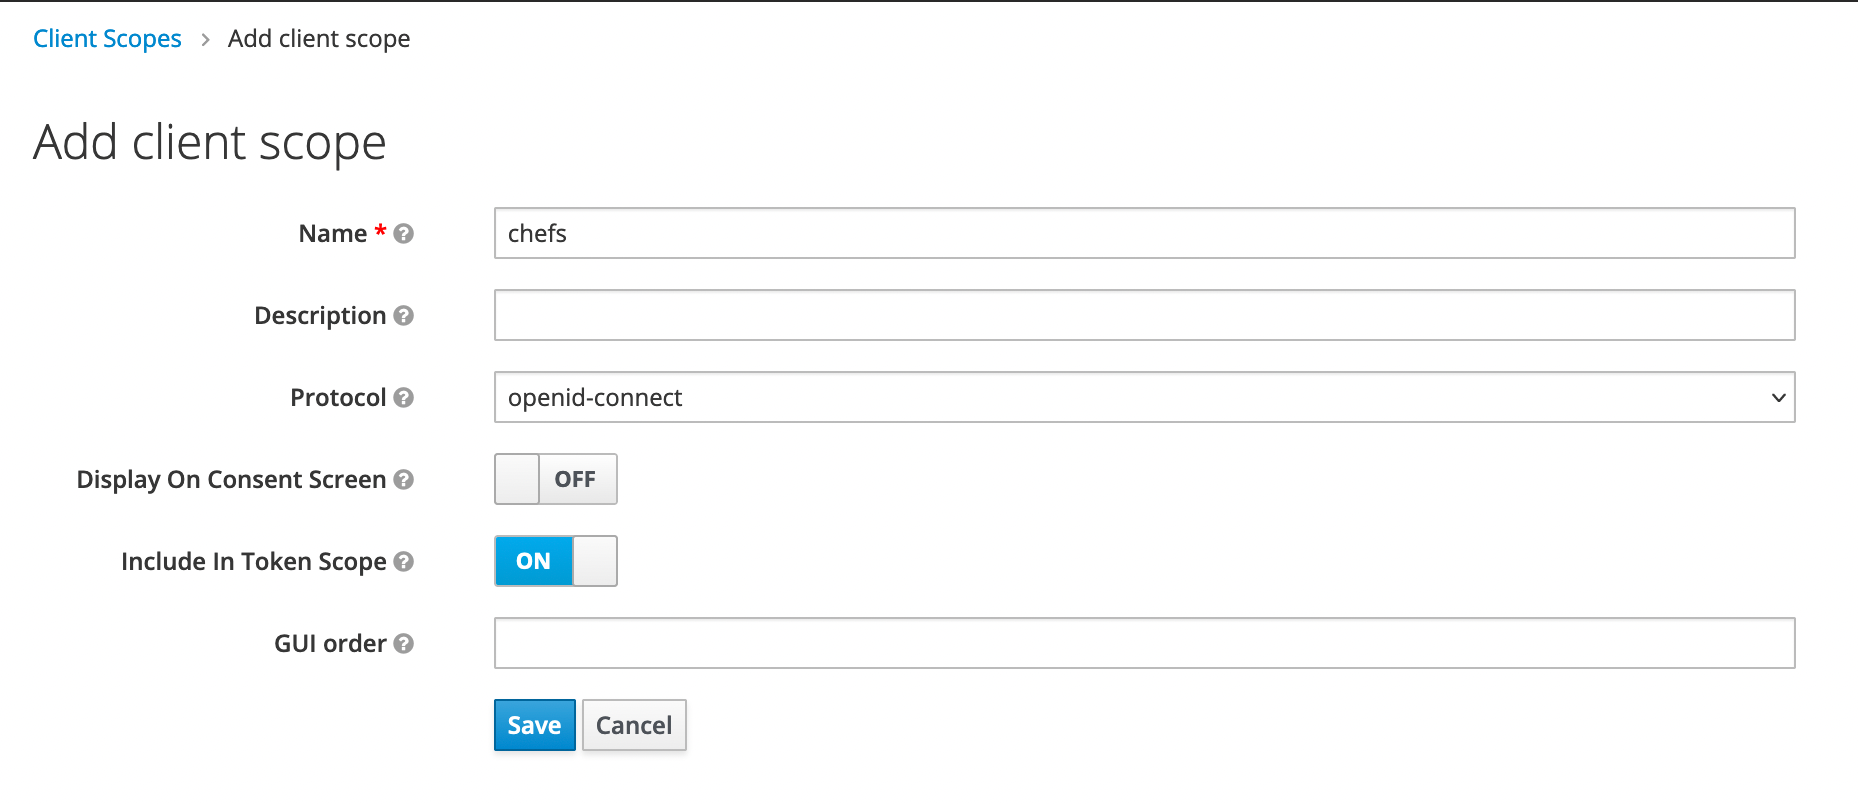 Client Scopes > Add client scope
Add client scope
Name * ?
chefs
Description ?
Protocol ?
openid-connect
Display On Consent Screen ?
OFF
Include In Token Scope ?
ON
GUI order ?
Save Cancel